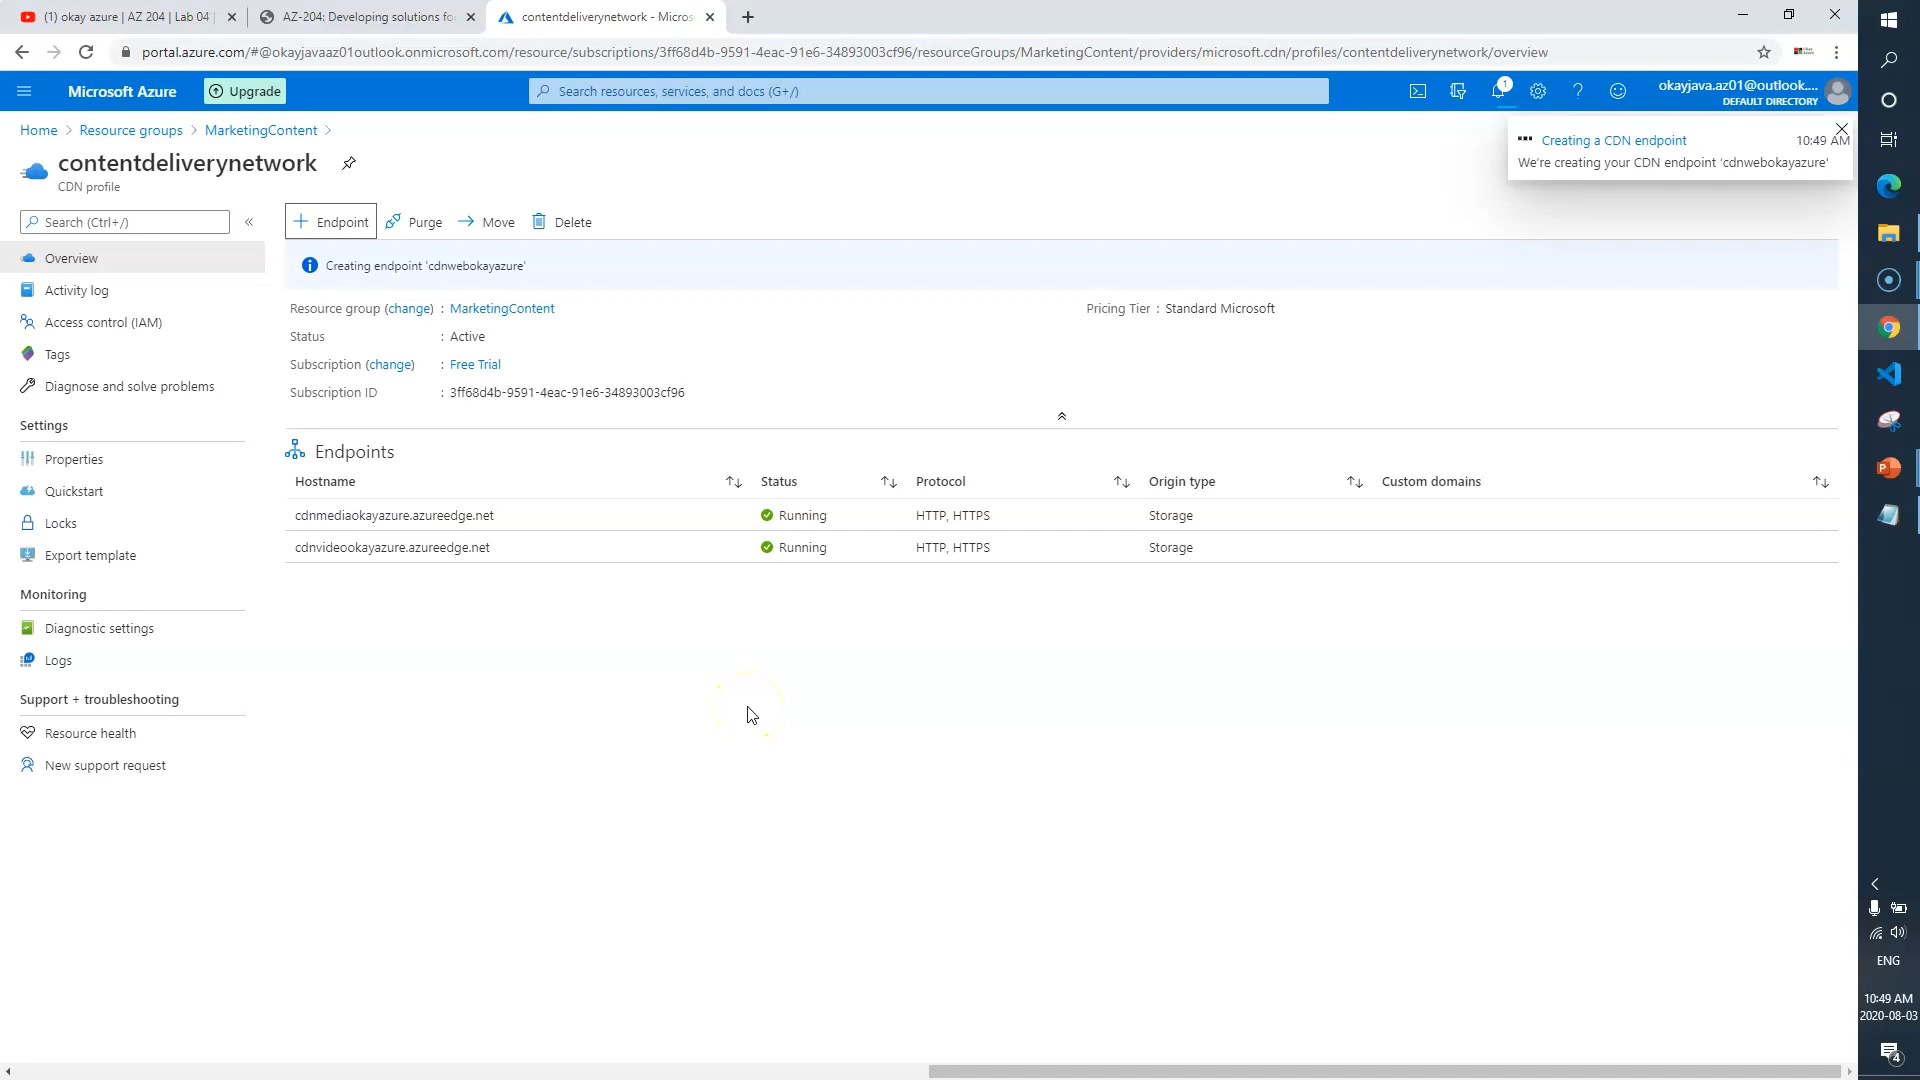 (1) okay azure | AZ 204 | Lab 04
AZ-204: Developing solutions fo
contentdeliverynetwork - Micros
portal.azure.com/#@okayjavaaz01outlook.onmicrosoft.com/resource/subscriptions/3ff68d4b-9591-4eac-91e6-34893003cf96/resourceGroups/MarketingContent/providers/microsoft.cdn/profiles/contentdeliverynetwork/overview
Microsoft Azure
Upgrade
Search resources, services, and docs (G+/)
1
okayjava.az01@outlook....
DEFAULT DIRECTORY
Home > Resource groups > MarketingContent >
Creating a CDN endpoint 10:49 AM
We're creating your CDN endpoint 'cdnwebokayazure'
contentdeliverynetwork
CDN profile
Search (Ctrl+/)
Endpoint
Purge
Move
Delete
Creating endpoint 'cdnwebokayazure'
Overview
Activity log
Access control (IAM)
Tags
Diagnose and solve problems
Settings
Properties
Quickstart
Locks
Export template
Monitoring
Diagnostic settings
Logs
Support + troubleshooting
Resource health
New support request
Resource group (change) : MarketingContent
Status : Active
Subscription (change) : Free Trial
Subscription ID : 3ff68d4b-9591-4eac-91e6-34893003cf96
Pricing Tier : Standard Microsoft
Endpoints
Hostname Status Protocol Origin type Custom domains
cdnmediaokayazure.azureedge.net Running HTTP, HTTPS Storage
cdnvideookayazure.azureedge.net Running HTTP, HTTPS Storage
ENG
10:49 AM
2020-08-03
4